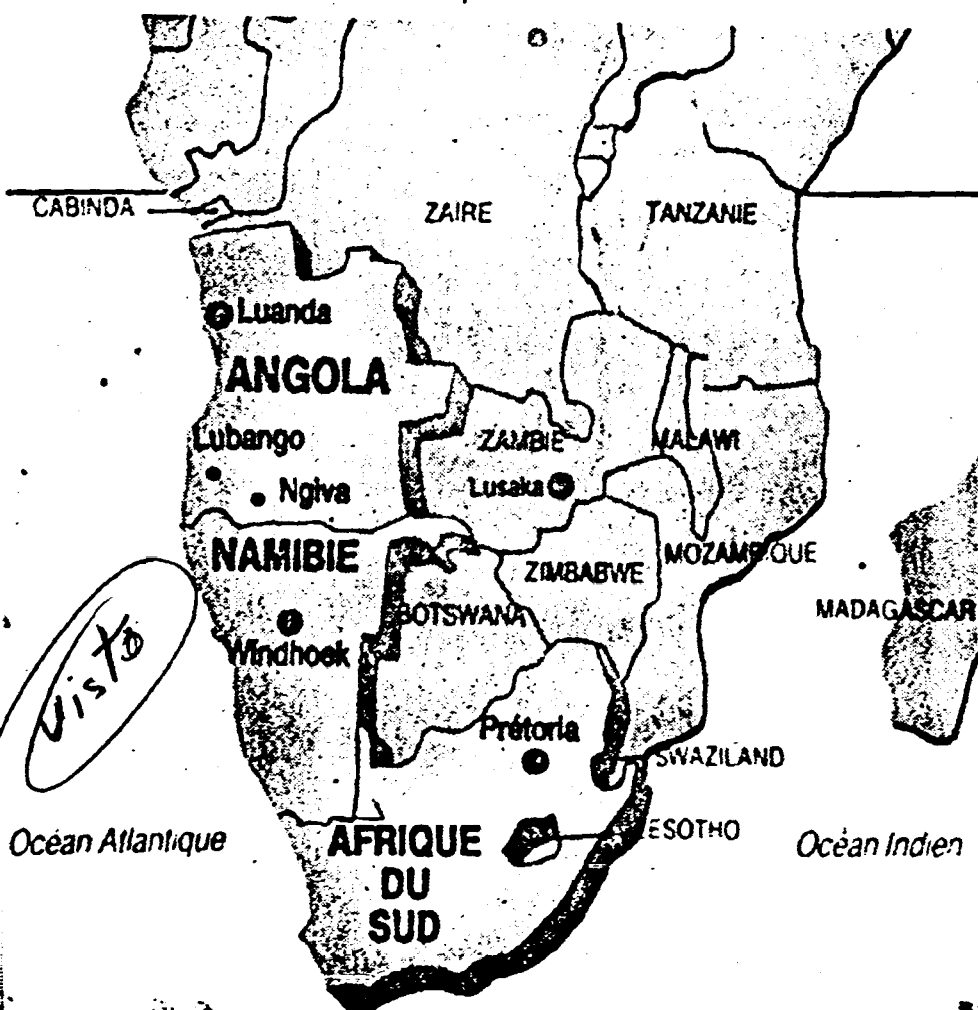 CABINDA
ZAIRE
TANZANIE
Luanda
ANGOLA
Lubango
ZAMBIE
MALAWI
Ngiva
Lusaka
NAMIBIE
ZIMBABWE
MOZAMBIQUE
BOTSWANA
MADAGASCAR
Windhoek
Visto
Prétoria
SWAZILAND
Océan Atlantique
AFRIQUE
DU
SUD
LESOTHO
Océan Indien